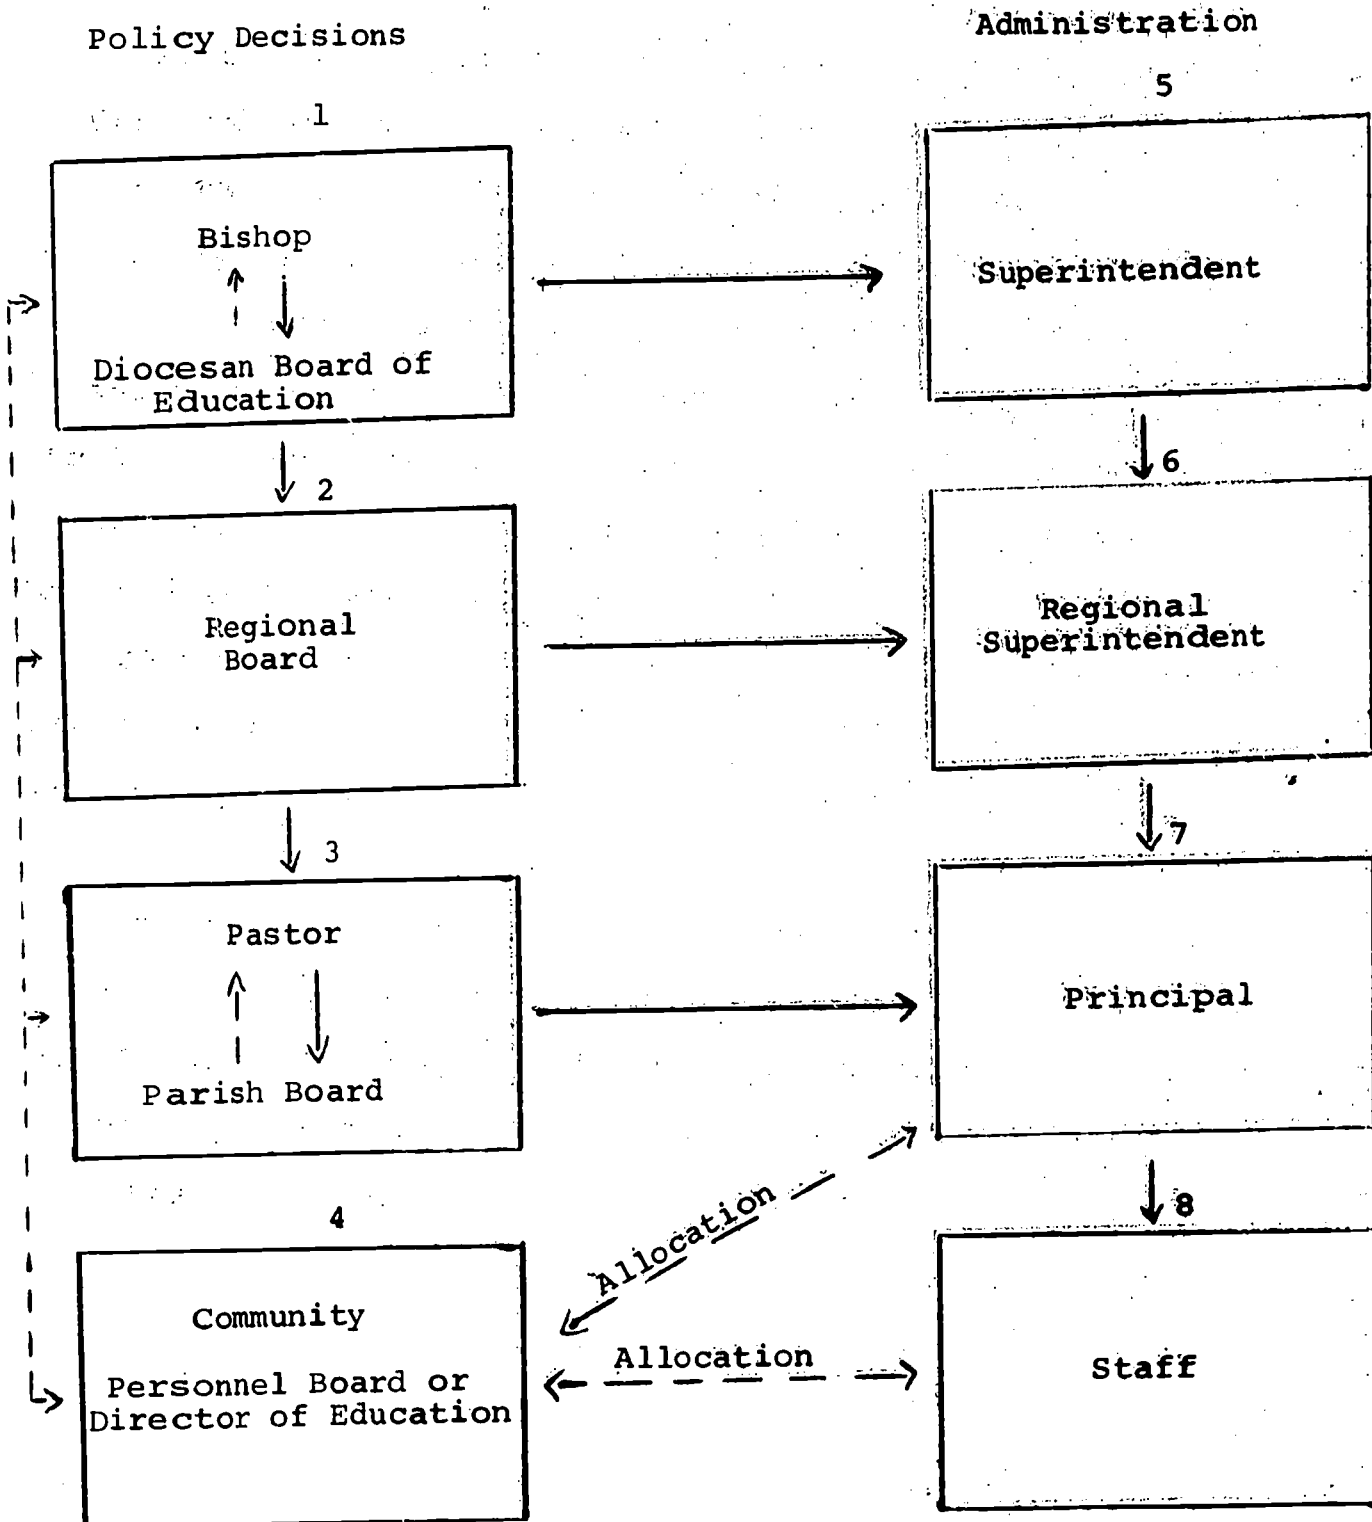 Policy Decisions
Administration
1
5
Bishop
Diocesan Board of
Education
Superintendent
2
6
Regional
Board
Regional
Superintendent
3
7
Pastor
Parish Board
Principal
4
8
Allocation
Community
Personnel Board or
Director of Education
Allocation
Staff